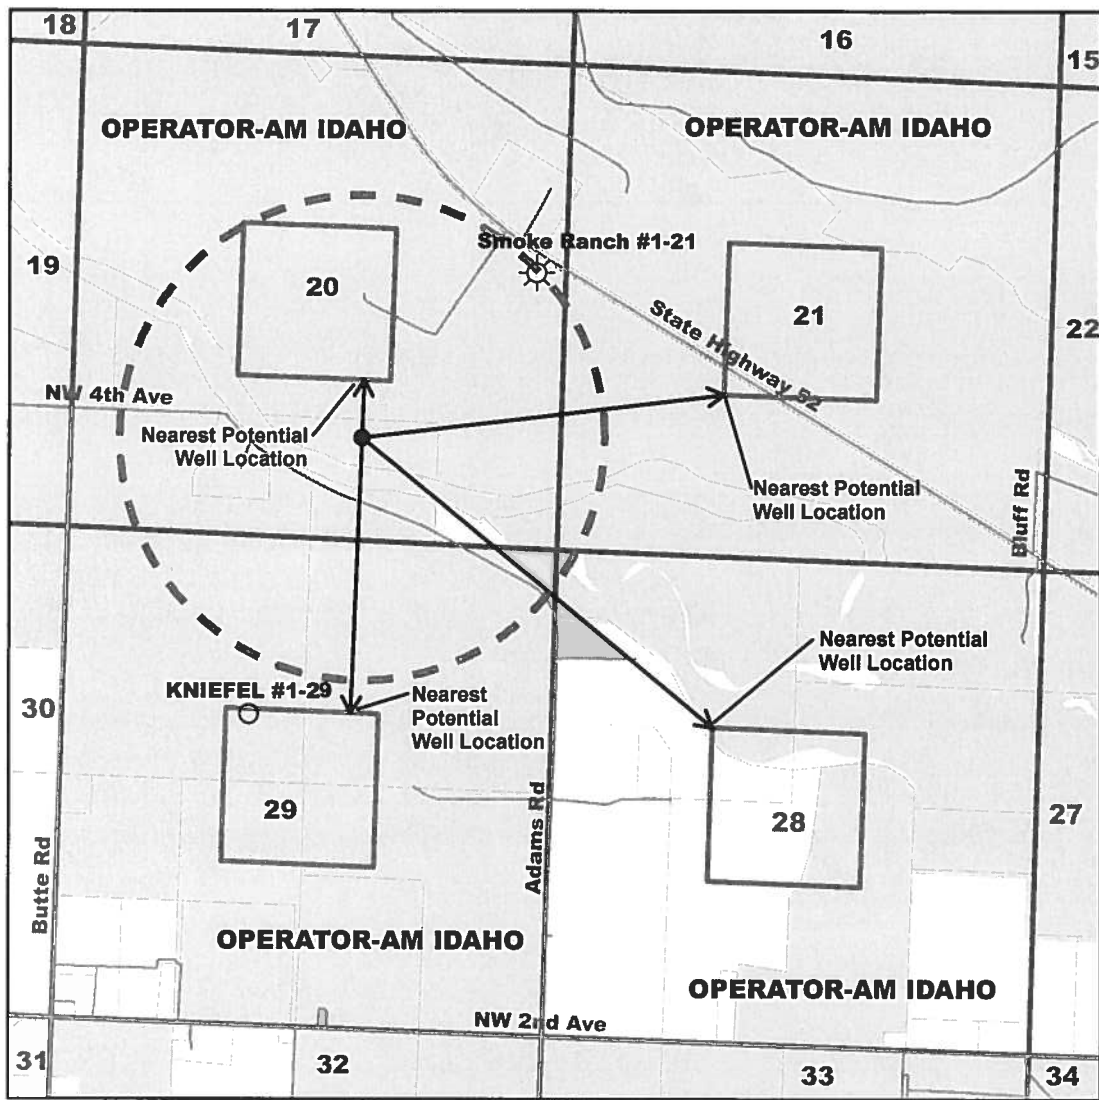 18
17
16
15
OPERATOR-AM IDAHO
OPERATOR-AM IDAHO
Smoke Ranch #1-21
19
20
21
22
State Highway 52
NW 4th Ave
Nearest Potential
Well Location
Nearest Potential
Well Location
Bluff Rd
Nearest Potential
Well Location
KNIEFEL #1-29
Nearest
Potential
Well Location
30
29
28
27
Butte Rd
Adams Rd
OPERATOR-AM IDAHO
OPERATOR-AM IDAHO
NW 2nd Ave
31
32
33
34